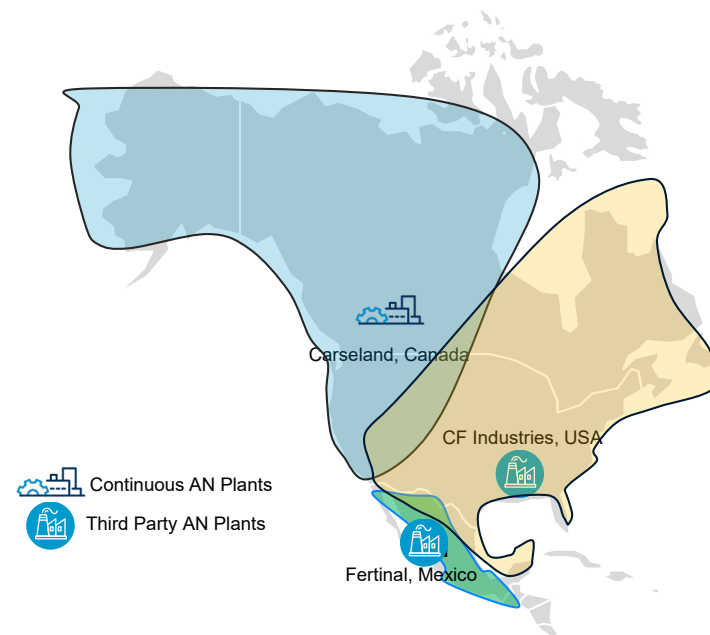 Carseland, Canada
CF Industries, USA
Continuous AN Plants
Third Party AN Plants
Fertinal, Mexico